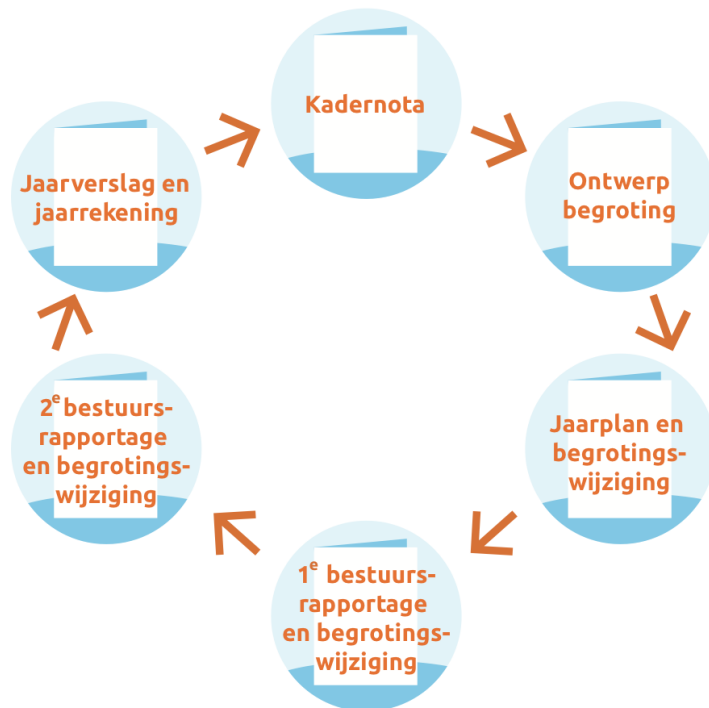 Kadernota
Ontwerp
begroting
Jaarplan en
begrotings-
wijziging
1e bestuurs-
rapportage
en begrotings-
wijziging
2e bestuurs-
rapportage
en begrotings-
wijziging
Jaarverslag en
jaarrekening